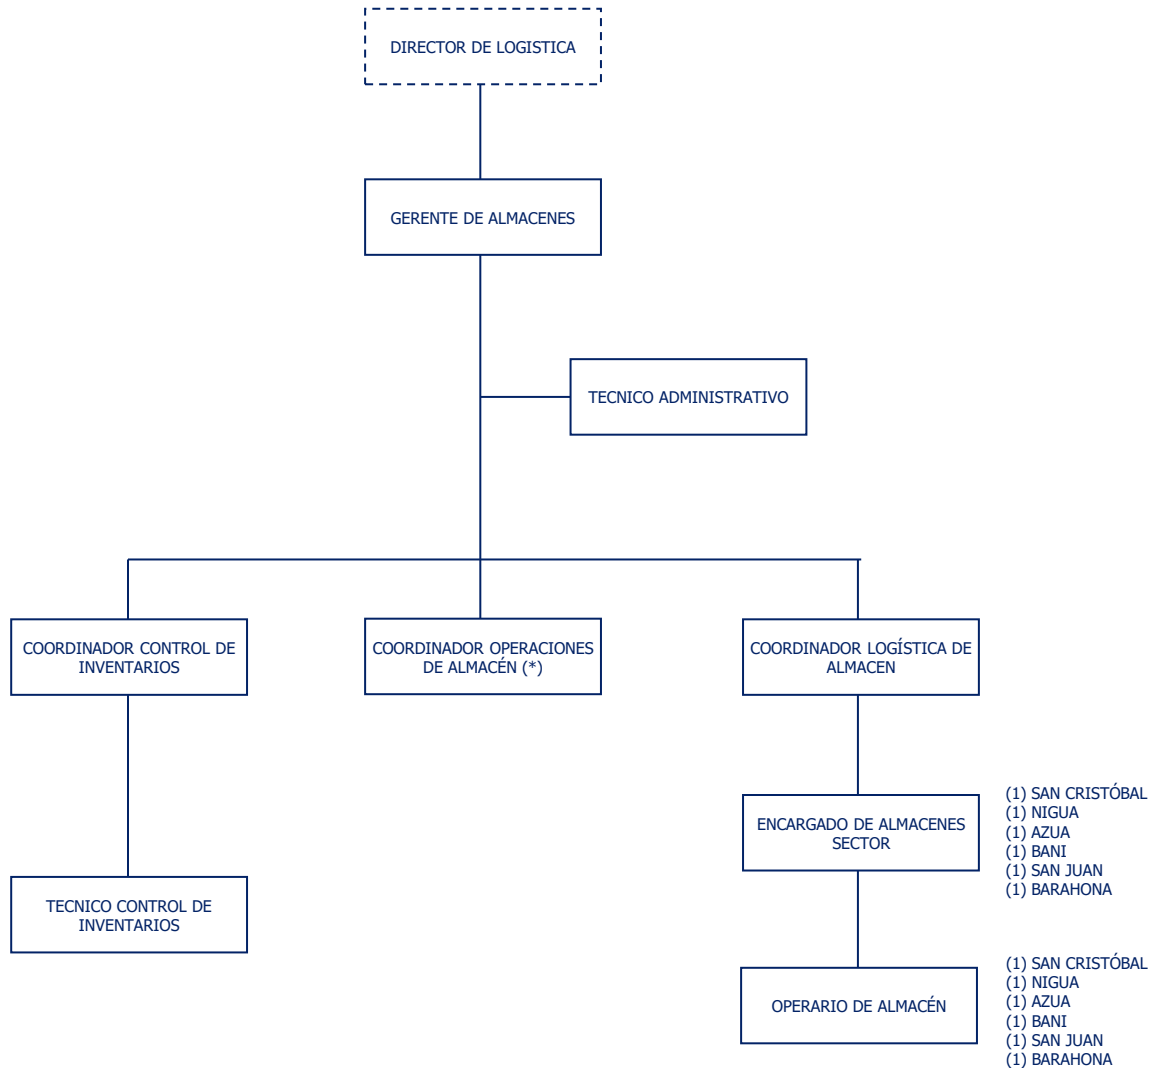 DIRECTOR DE LOGISTICA
GERENTE DE ALMACENES
TECNICO ADMINISTRATIVO
COORDINADOR CONTROL DE
INVENTARIOS
COORDINADOR OPERACIONES
DE ALMACÉN (*)
COORDINADOR LOGÍSTICA DE
ALMACEN
ENCARGADO DE ALMACENES
SECTOR
(1) SAN CRISTÓBAL
(1) NIGUA
(1) AZUA
(1) BANI
(1) SAN JUAN
(1) BARAHONA
TECNICO CONTROL DE
INVENTARIOS
OPERARIO DE ALMACÉN
(1) SAN CRISTÓBAL
(1) NIGUA
(1) AZUA
(1) BANI
(1) SAN JUAN
(1) BARAHONA